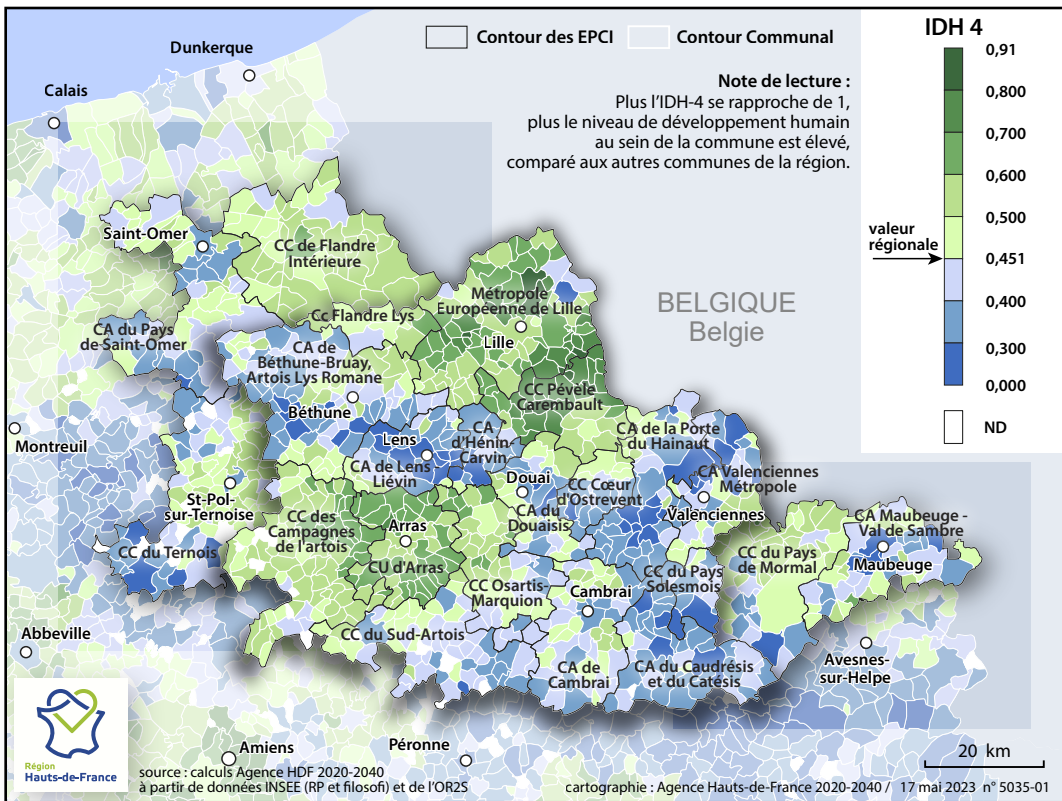 Dunkerque
Calais
Contour des EPCI
Contour Communal
Note de lecture :
Plus l'IDH-4 se rapproche de 1,
plus le niveau de développement humain
au sein de la commune est élevé,
comparé aux autres communes de la région.
IDH 4
0,91
0,800
0,700
0,600
0,500
valeur
régionale
0,451
0,400
0,300
0,000
ND
Saint-Omer
CC de Flandre
Intérieure
Métropole
Européenne de Lille
BELGIQUE
Belgie
Cc Flandre Lys
Lille
CA du Pays
de Saint-Omer
CA de
Béthune-Bruay,
Artois Lys Romane
CC Pévèle
Carembault
Béthune
Montreuil
Lens
CA
d'Hénin-
Carvin
CA de la Porte
du Hainaut
CA de Lens
Liévin
Douai
CC Cœur
d'Ostrevent
CA Valenciennes
Métropole
St-Pol-
sur-Ternoise
CA du
Douaisis
Valenciennes
CC des
Campagnes
de l'artois
Arras
CA Maubeuge -
Val de Sambre
CC du Ternois
CU d'Arras
CC du Pays
de Mormal
Maubeuge
CC Osartis-
Marquion
Cambrai
CC du Pays
Solesmois
Abbeville
CC du Sud-Artois
CA de
Cambrai
CA du Caudrésis
et du Catésis
Avesnes-
sur-Helpe
Région
Hauts-de-France
Amiens
Péronne
20 km
source : calculs Agence HDF 2020-2040
à partir de données INSEE (RP et filosofi) et de l'OR2S
cartographie : Agence Hauts-de-France 2020-2040 / 17 mai 2023 n° 5035-01